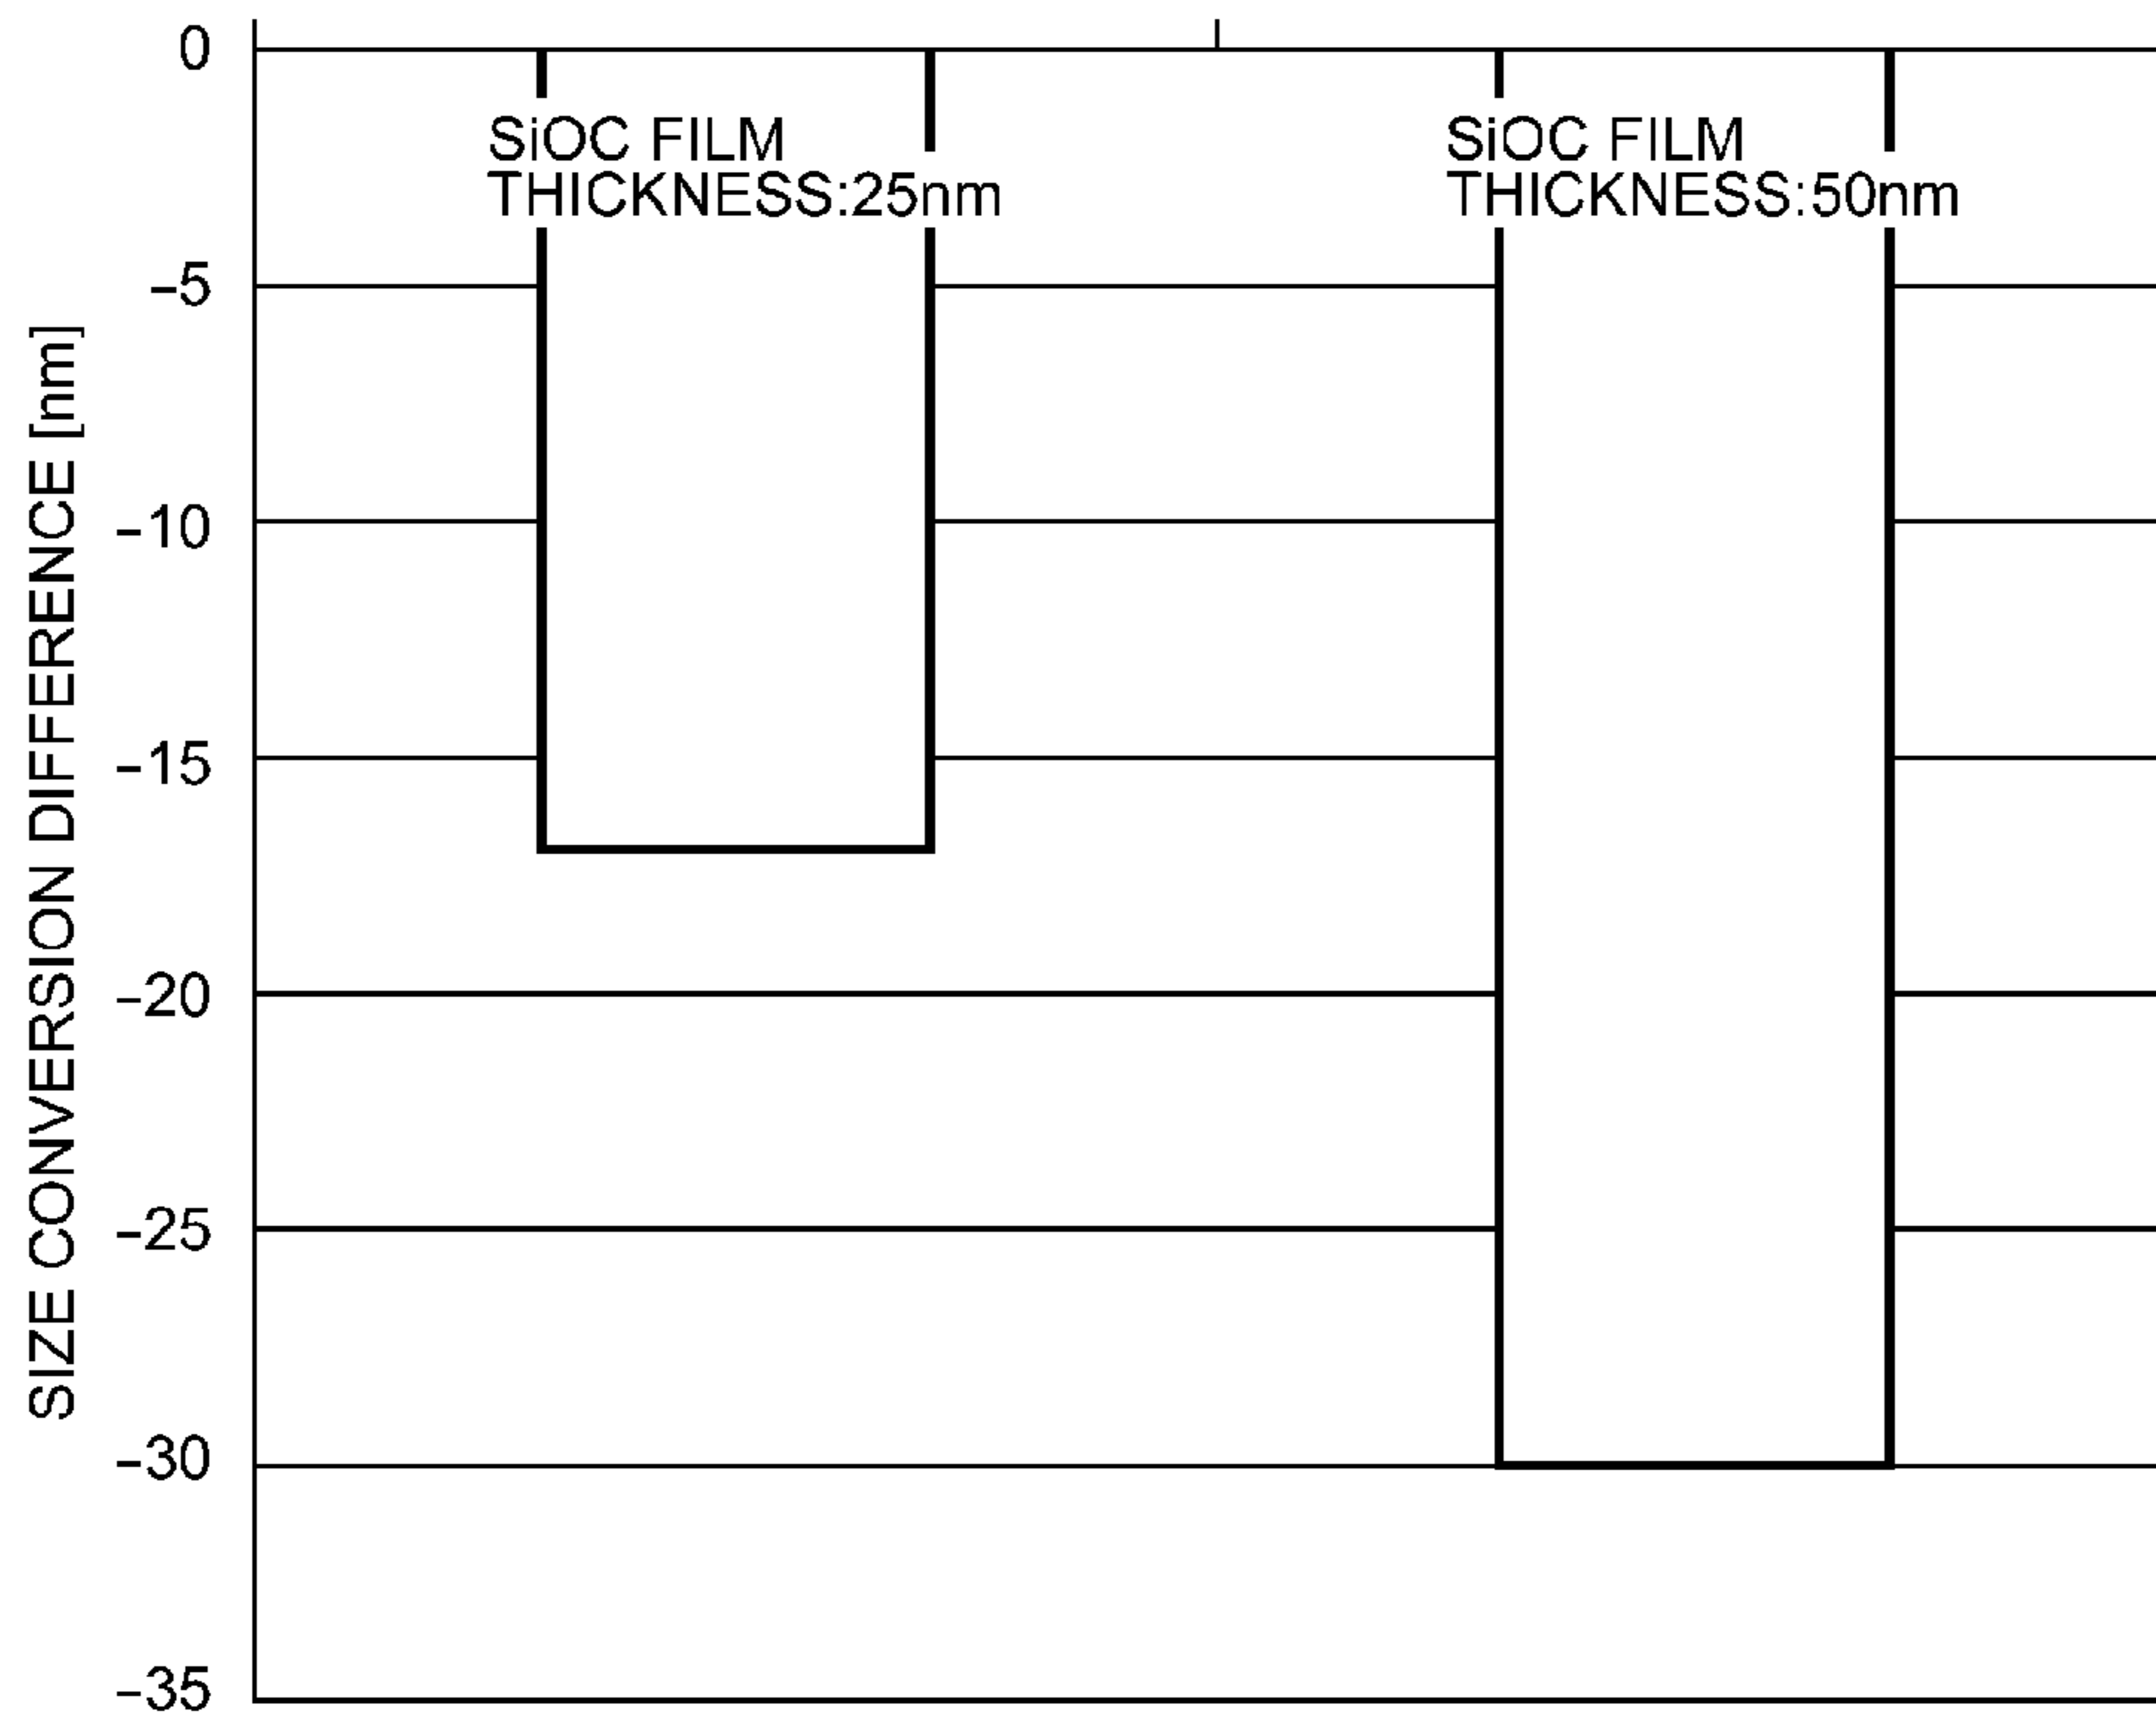 SIZE CONVERSION DIFFERENCE [nm]
0
-5
-10
-15
-20
-25
-30
-35
SiOC FILM
THICKNESS:25nm
SiOC FILM
THICKNESS:50nm